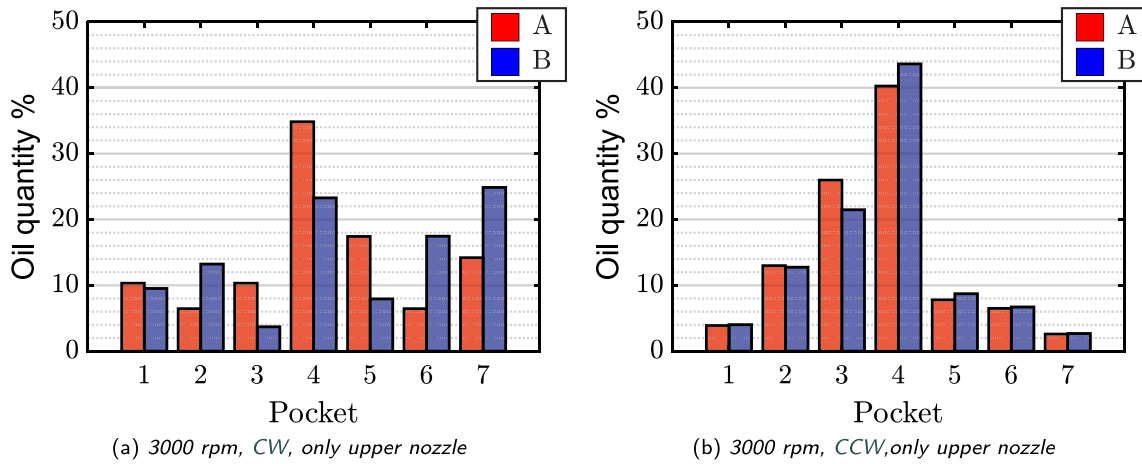 50
40
30
20
10
0
Oil quantity %
A
B
1 2 3 4 5 6 7
Pocket
(a) 3000 rpm, CW, only upper nozzle
50
40
30
20
10
0
Oil quantity %
A
B
1 2 3 4 5 6 7
Pocket
(b) 3000 rpm, CCW,only upper nozzle